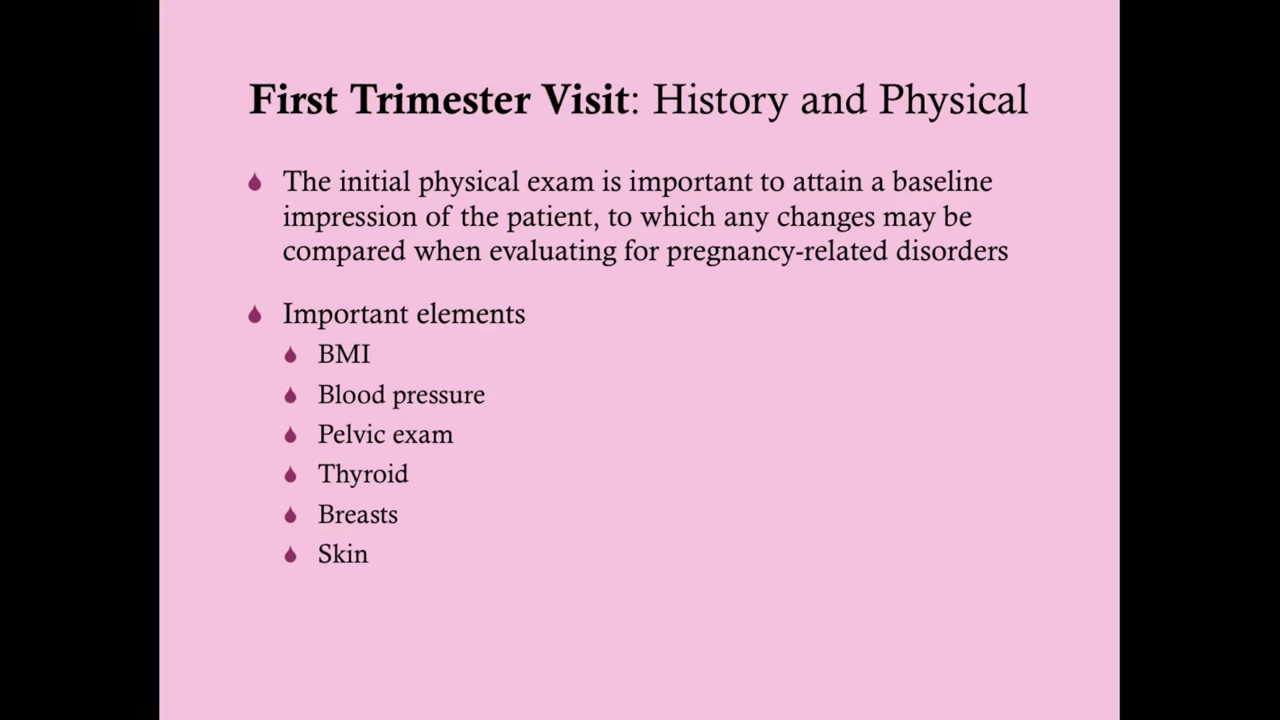 First Trimester Visit: History and Physical
The initial physical exam is important to attain a baseline
impression of the patient, to which any changes may be
compared when evaluating for pregnancy-related disorders
Important elements
BMI
Blood pressure
Pelvic exam
Thyroid
Breasts
Skin